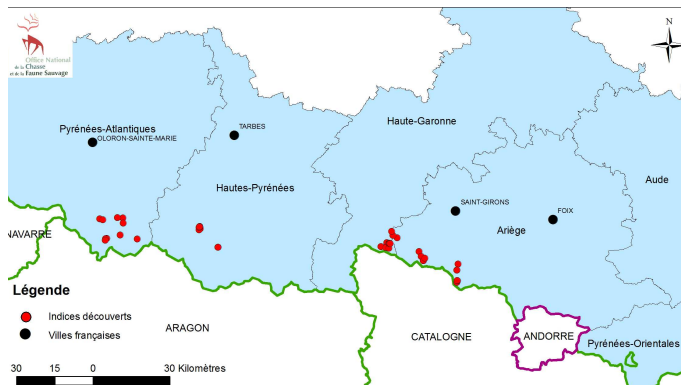 Office National
de la Chasse
et de la Faune Sauvage
N
Pyrénées-Atlantiques
OLORON-SAINTE-MARIE
TARBES
Haute-Garonne
Hautes-Pyrénées
Aude
SAINT-GIRONS
FOIX
Ariège
NAVARRE
Légende
Indices découverts
Villes françaises
ARAGON
CATALOGNE
ANDORRE
Pyrénées-Orientales
30 15 0 30 Kilomètres